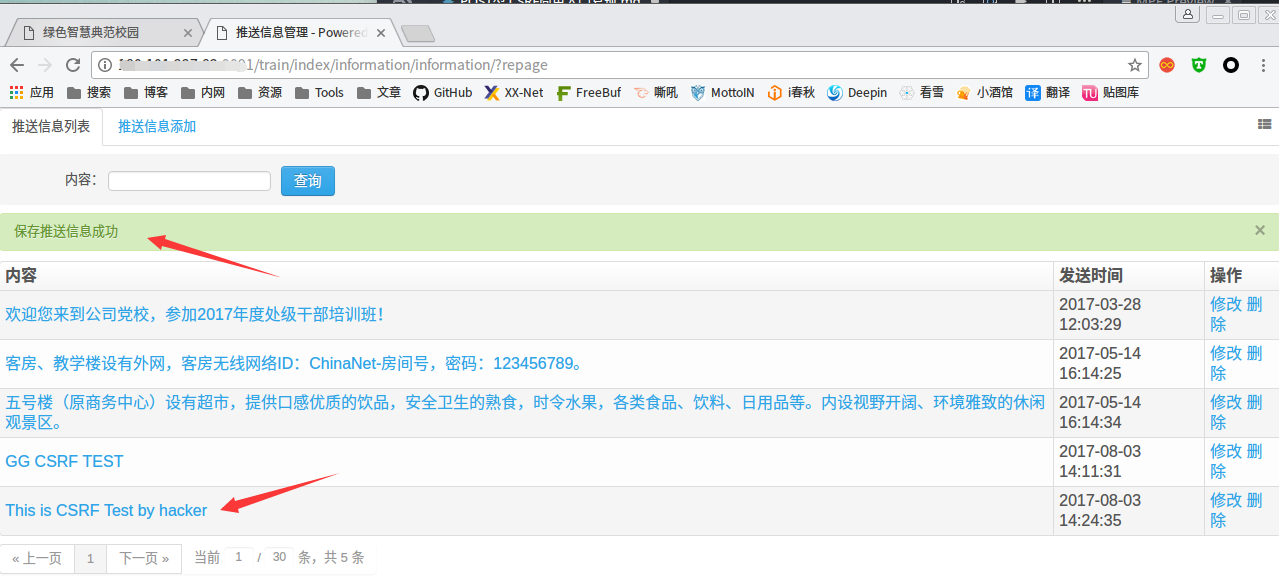 绿色智慧典范校园
推送信息管理 - Powered
/train/index/information/information/?repage
应用 搜索 博客 内网 资源 Tools 文章 GitHub XX-Net FreeBuf 嘶吼 MottoIN i春秋 Deepin 看雪 小酒馆 翻译 贴图库
推送信息列表 推送信息添加
内容： 查询
保存推送信息成功
内容 发送时间 操作
欢迎您来到公司党校，参加2017年度处级干部培训班！
2017-03-28
12:03:29
修改 删
除
客房、教学楼设有外网，客房无线网络ID：ChinaNet-房间号，密码：123456789。
2017-05-14
16:14:25
修改 删
除
五号楼（原商务中心）设有超市，提供口感优质的饮品，安全卫生的熟食，时令水果，各类食品、饮料、日用品等。内设视野开阔、环境雅致的休闲
观景区。
2017-05-14
16:14:34
修改 删
除
GG CSRF TEST
2017-08-03
14:11:31
修改 删
除
This is CSRF Test by hacker
2017-08-03
14:24:35
修改 删
除
« 上一页 1 下一页 » 当前 1 / 30 条，共 5 条